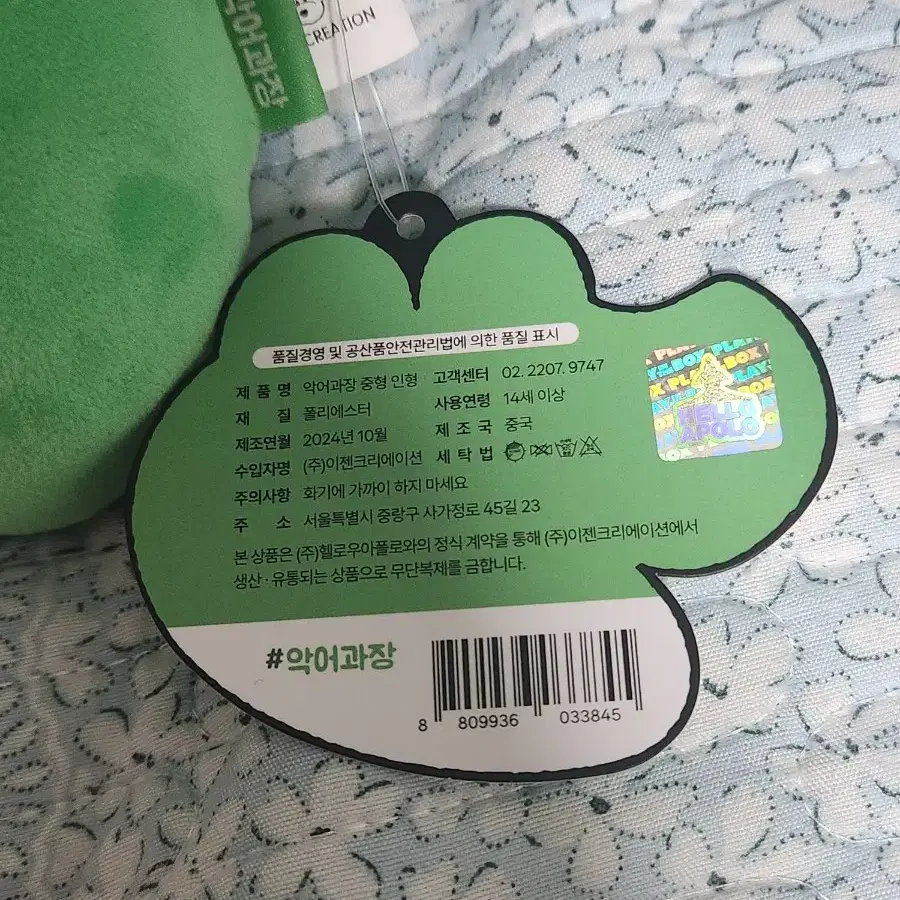 악어과장
CREATION
품질경영 및 공산품안전관리법에 의한 품질 표시
제 품 명 악어과장 중형 인형 고객센터 02. 2207. 9747
재 질 폴리에스터 사용연령 14세 이상
제조연월 2024년 10월 제 조 국 중국
수입자명 (주)이젠크리에이션 세 탁 법
주의사항 화기에 가까이 하지 마세요
주 소 서울특별시 중랑구 사가정로 45길 23
본 상품은 (주)헬로우아폴로와의 정식 계약을 통해 (주)이젠크리에이션에서
생산·유통되는 상품으로 무단복제를 금합니다.
HELLO
APOLO
#악어과장
8 809936 033845